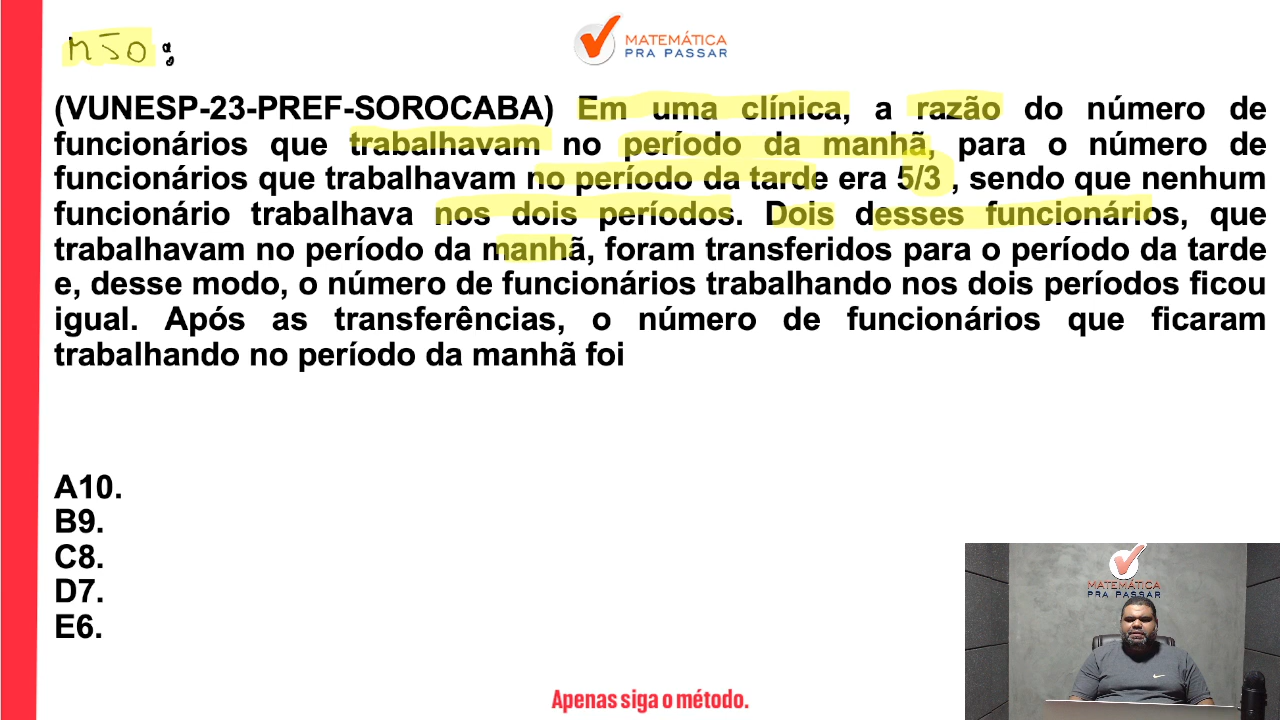 MATEMÁTICA
PRA PASSAR
(VUNESP-23-PREF-SOROCABA) Em uma clínica, a razão do número de
funcionários que trabalhavam no período da manhã, para o número de
funcionários que trabalhavam no período da tarde era 5/3 , sendo que nenhum
funcionário trabalhava nos dois períodos. Dois desses funcionários, que
trabalhavam no período da manhã, foram transferidos para o período da tarde
e, desse modo, o número de funcionários trabalhando nos dois períodos ficou
igual. Após as transferências, o número de funcionários que ficaram
trabalhando no período da manhã foi
A10.
B9.
C8.
D7.
E6.
MATEMÁTICA
PRA PASSAR
Apenas siga o método.